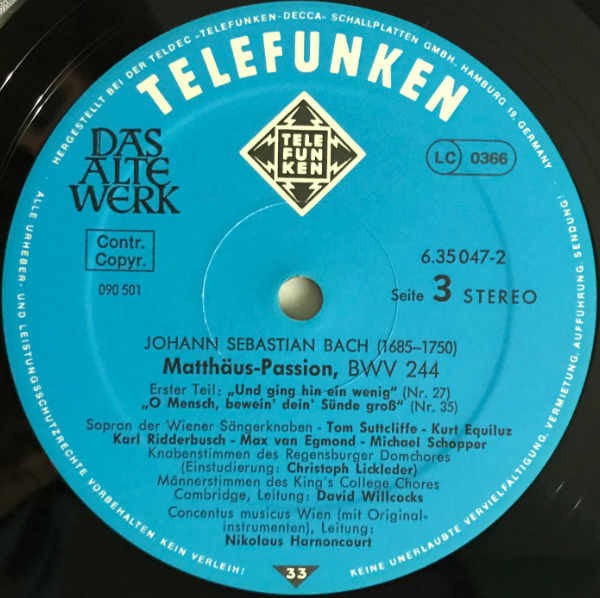 HERGESTELLT BEI DER TELDEC »TELEFUNKEN-DECCA« SCHALLPLATTEN GMBH., HAMBURG 19, GERMANY
TELEFUNKEN
TELE
FUN
KEN
DAS
ALTE
WERK
LC 0366
Contr.
Copyr.
090 501
6.35 047-2
Seite 3 STEREO
JOHANN SEBASTIAN BACH (1685–1750)
Matthäus-Passion, BWV 244
Erster Teil: „Und ging hin ein wenig“ (Nr. 27)
„O Mensch, bewein' dein' Sünde groß“ (Nr. 35)
Sopran der Wiener Sängerknaben - Tom Suttcliffe - Kurt Equiluz
Karl Ridderbusch - Max van Egmond - Michael Schopper
Knabenstimmen des Regensburger Domchores
(Einstudierung: Christoph Lickleder)
Männerstimmen des King's College Chores
Cambridge, Leitung: David Willcocks
Concentus musicus Wien (mit Original-
instrumenten), Leitung:
Nikolaus Harnoncourt
33
ALLE URHEBER- UND LEISTUNGSSCHUTZRECHTE VORBEHALTEN. KEIN VERLEIH!
KEINE UNERLAUBTE VERVIELFÄLTIGUNG, VERMIETUNG, AUFFÜHRUNG, SENDUNG!